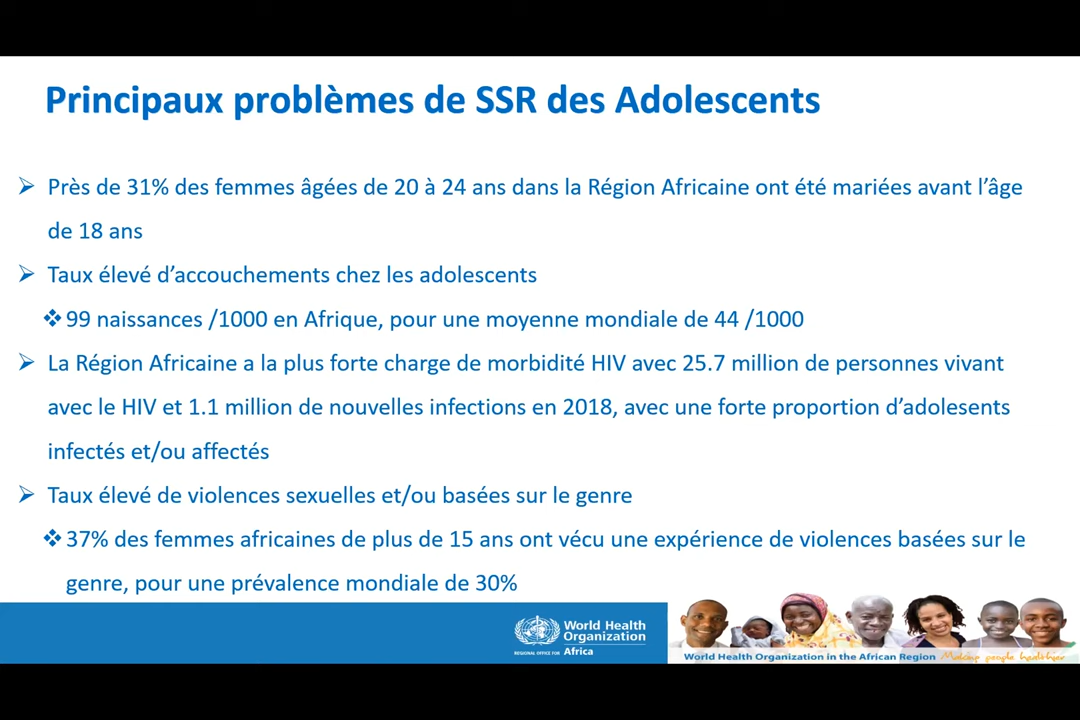 Principaux problèmes de SSR des Adolescents
Près de 31% des femmes âgées de 20 à 24 ans dans la Région Africaine ont été mariées avant l’âge
de 18 ans
Taux élevé d’accouchements chez les adolescents
99 naissances /1000 en Afrique, pour une moyenne mondiale de 44 /1000
La Région Africaine a la plus forte charge de morbidité HIV avec 25.7 million de personnes vivant
avec le HIV et 1.1 million de nouvelles infections en 2018, avec une forte proportion d’adolesents
infectés et/ou affectés
Taux élevé de violences sexuelles et/ou basées sur le genre
37% des femmes africaines de plus de 15 ans ont vécu une expérience de violences basées sur le
genre, pour une prévalence mondiale de 30%
World Health
Organization
REGIONAL OFFICE FOR Africa
World Health Organization in the African Region Making people healthier